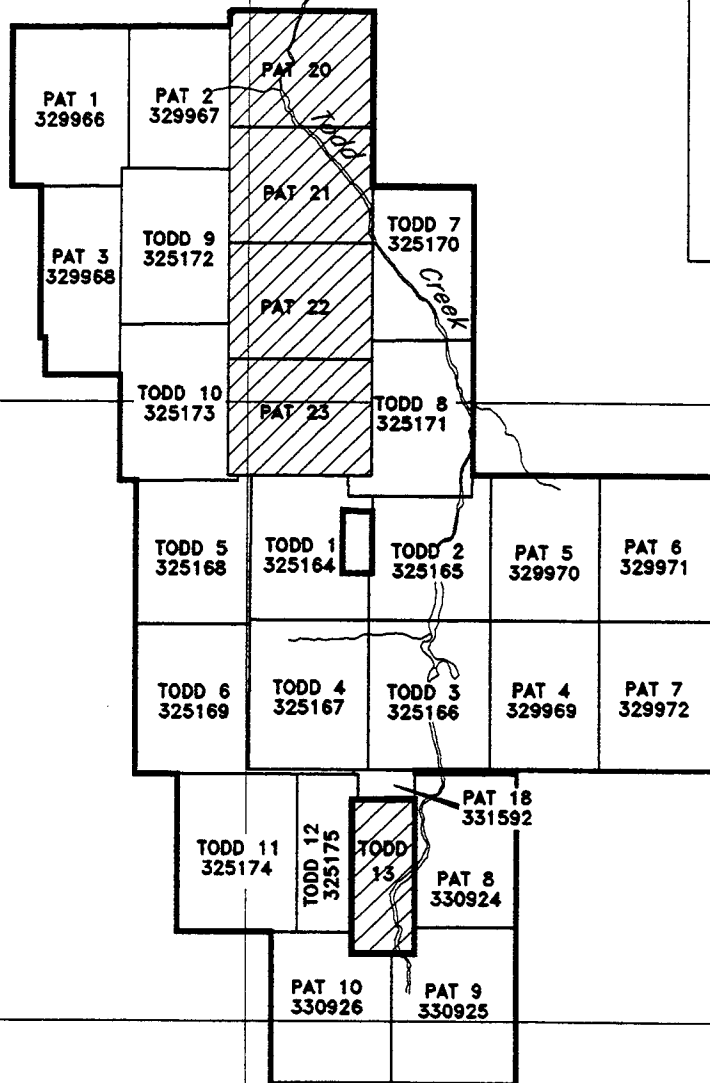 PAT 20
PAT 1
329966
PAT 2
329967
Todd
PAT 21
PAT 3
329968
TODD 9
325172
TODD 7
325170
Creek
PAT 22
TODD 10
325173
PAT 23
TODD 8
325171
TODD 5
325168
TODD 1
325164
TODD 2
325165
PAT 5
329970
PAT 6
329971
TODD 6
325169
TODD 4
325167
TODD 3
325166
PAT 4
329969
PAT 7
329972
PAT 18
331592
TODD 11
325174
TODD 12
325175
TODD
13
PAT 8
330924
PAT 10
330926
PAT 9
330925